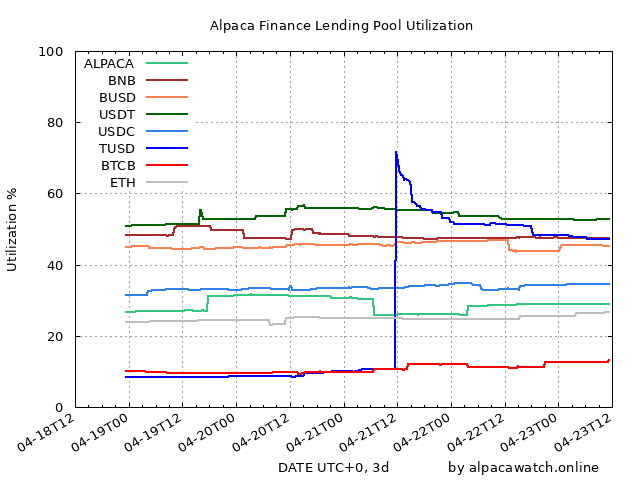 Alpaca Finance Lending Pool Utilization
100
80
60
40
20
0
Utilization %
ALPACA
BNB
BUSD
USDT
USDC
TUSD
BTCB
ETH
04-18T12
04-19T00
04-19T12
04-20T00
04-20T12
04-21T00
04-21T12
04-22T00
04-22T12
04-23T00
04-23T12
DATE UTC+0, 3d
by alpacawatch.online